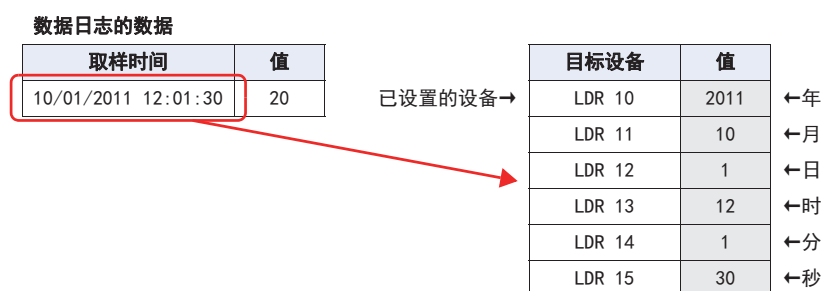 数据日志的数据
取样时间 值
10/01/2011 12:01:30 20
已设置的设备→
目标设备 值
LDR 10 2011 ←年
LDR 11 10 ←月
LDR 12 1 ←日
LDR 13 12 ←时
LDR 14 1 ←分
LDR 15 30 ←秒